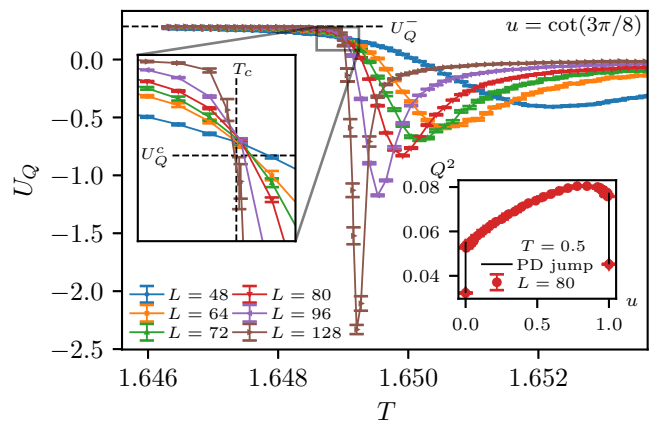 U_Q^-
u = cot(3π/8)
0.0
−0.5
−1.0
−1.5
−2.0
−2.5
U_Q
T_c
U_Q^c
Q^2
0.08
0.06
0.04
T = 0.5
PD jump
L = 80
u
0.0
0.5
1.0
L = 48
L = 64
L = 72
L = 80
L = 96
L = 128
1.646
1.648
1.650
1.652
T